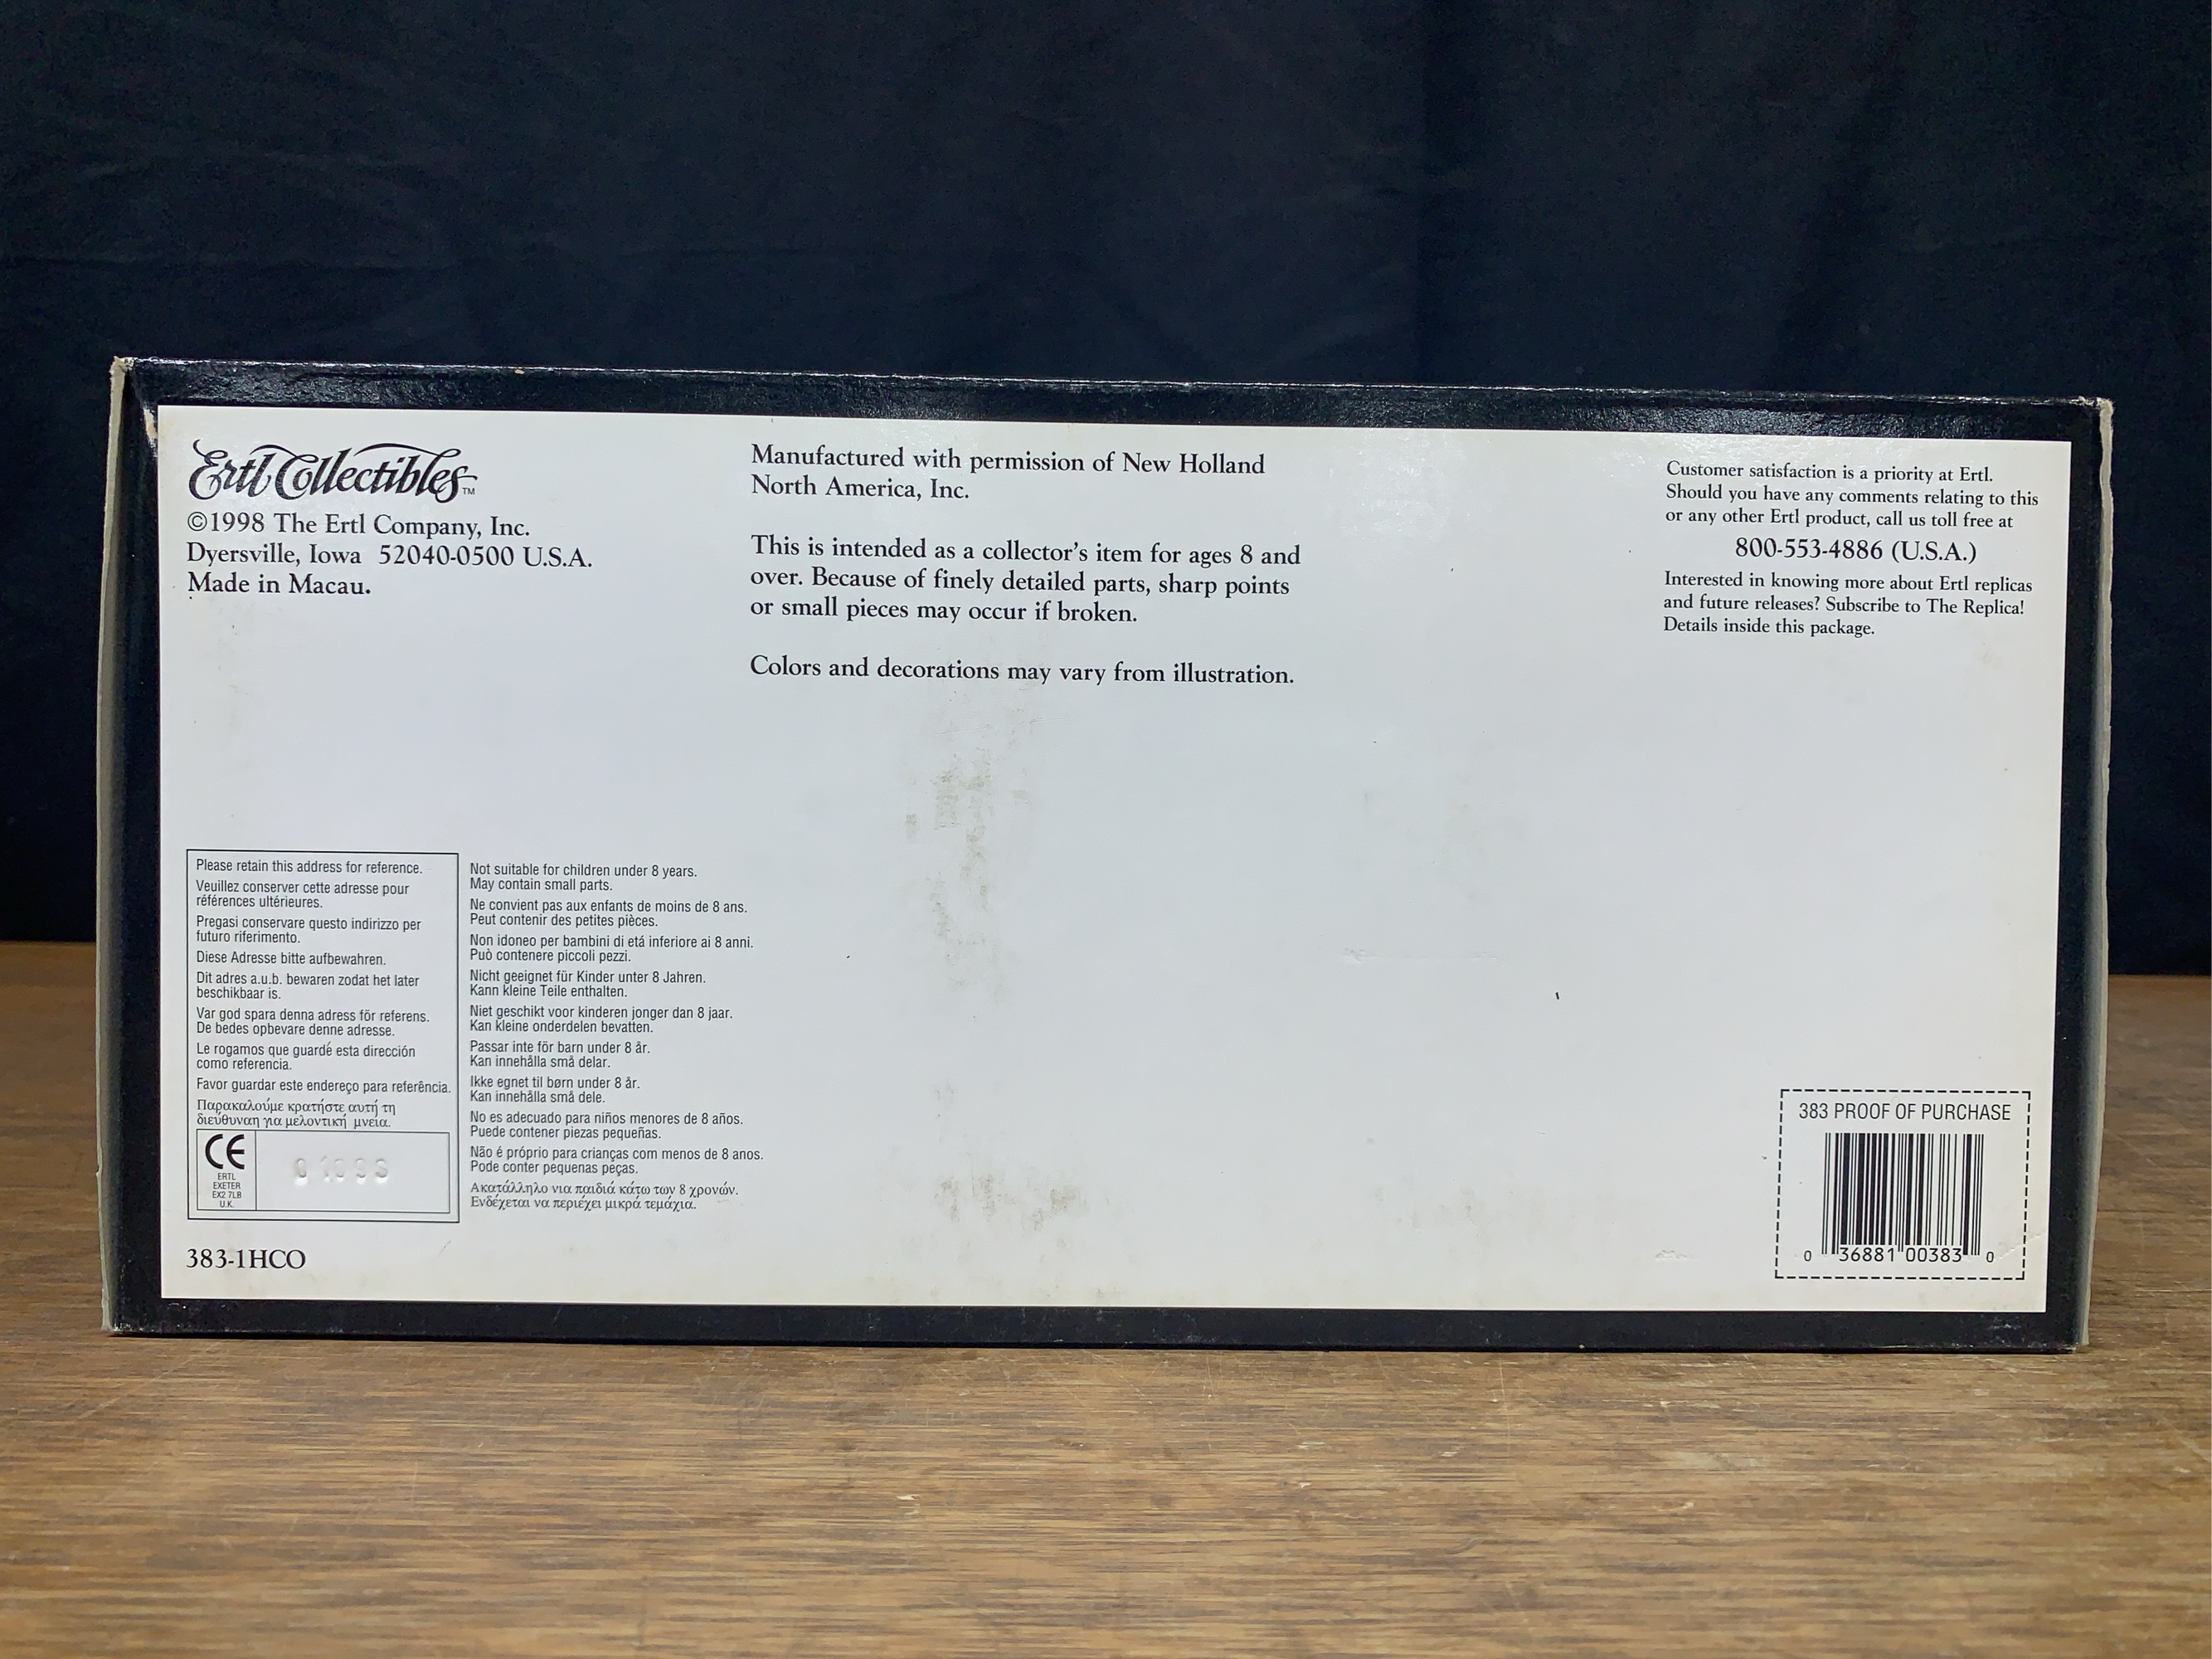 Ertl Collectibles™
©1998 The Ertl Company, Inc.
Dyersville, Iowa 52040-0500 U.S.A.
Made in Macau.
Manufactured with permission of New Holland
North America, Inc.
This is intended as a collector's item for ages 8 and
over. Because of finely detailed parts, sharp points
or small pieces may occur if broken.
Colors and decorations may vary from illustration.
Customer satisfaction is a priority at Ertl.
Should you have any comments relating to this
or any other Ertl product, call us toll free at
800-553-4886 (U.S.A.)
Interested in knowing more about Ertl replicas
and future releases? Subscribe to The Replica!
Details inside this package.
Please retain this address for reference.
Veuillez conserver cette adresse pour
références ultérieures.
Pregasi conservare questo indirizzo per
futuro riferimento.
Diese Adresse bitte aufbewahren.
Dit adres a.u.b. bewaren zodat het later
beschikbaar is.
Var god spara denna adress för referens.
De bedes opbevare denne adresse.
Le rogamos que guardé esta dirección
como referencia.
Favor guardar este endereço para referência.
Παρακαλούμε κρατήστε αυτή τη
διεύθυναη για μελοντική μνεία.
CE
ERTL
EXETER
EX2 7LB
U.K.
Not suitable for children under 8 years.
May contain small parts.
Ne convient pas aux enfants de moins de 8 ans.
Peut contenir des petites pièces.
Non idoneo per bambini di etá inferiore ai 8 anni.
Può contenere piccoli pezzi.
Nicht geeignet für Kinder unter 8 Jahren.
Kann kleine Teile enthalten.
Niet geschikt voor kinderen jonger dan 8 jaar.
Kan kleine onderdelen bevatten.
Passar inte för barn under 8 år.
Kan innehålla små delar.
Ikke egnet til børn under 8 år.
Kan innehålla små dele.
No es adecuado para niños menores de 8 años.
Puede contener piezas pequeñas.
Não é próprio para crianças com menos de 8 anos.
Pode conter pequenas peças.
Ακατάλληλο νια παιδιά κάτω των 8 χρονών.
Ενδέχεται να περιέχει μικρά τεμάχια.
383-1HCO
383 PROOF OF PURCHASE
0 36881 00383 0